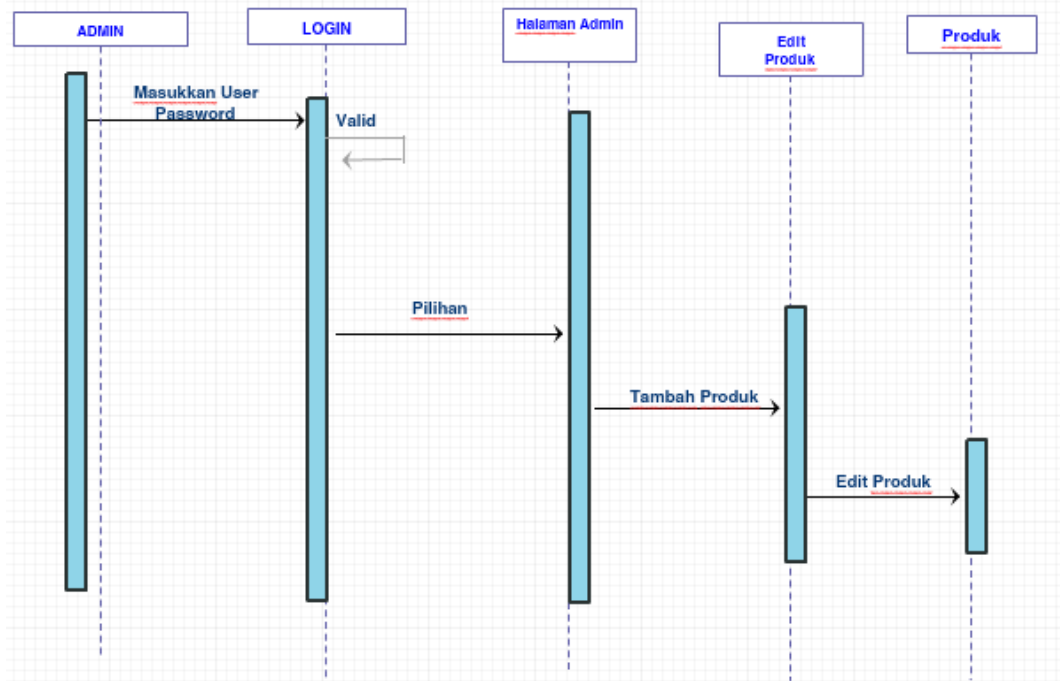 ADMIN
LOGIN
Halaman Admin
Edit
Produk
Produk
Masukkan User
Password
Valid
Pilihan
Tambah Produk
Edit Produk